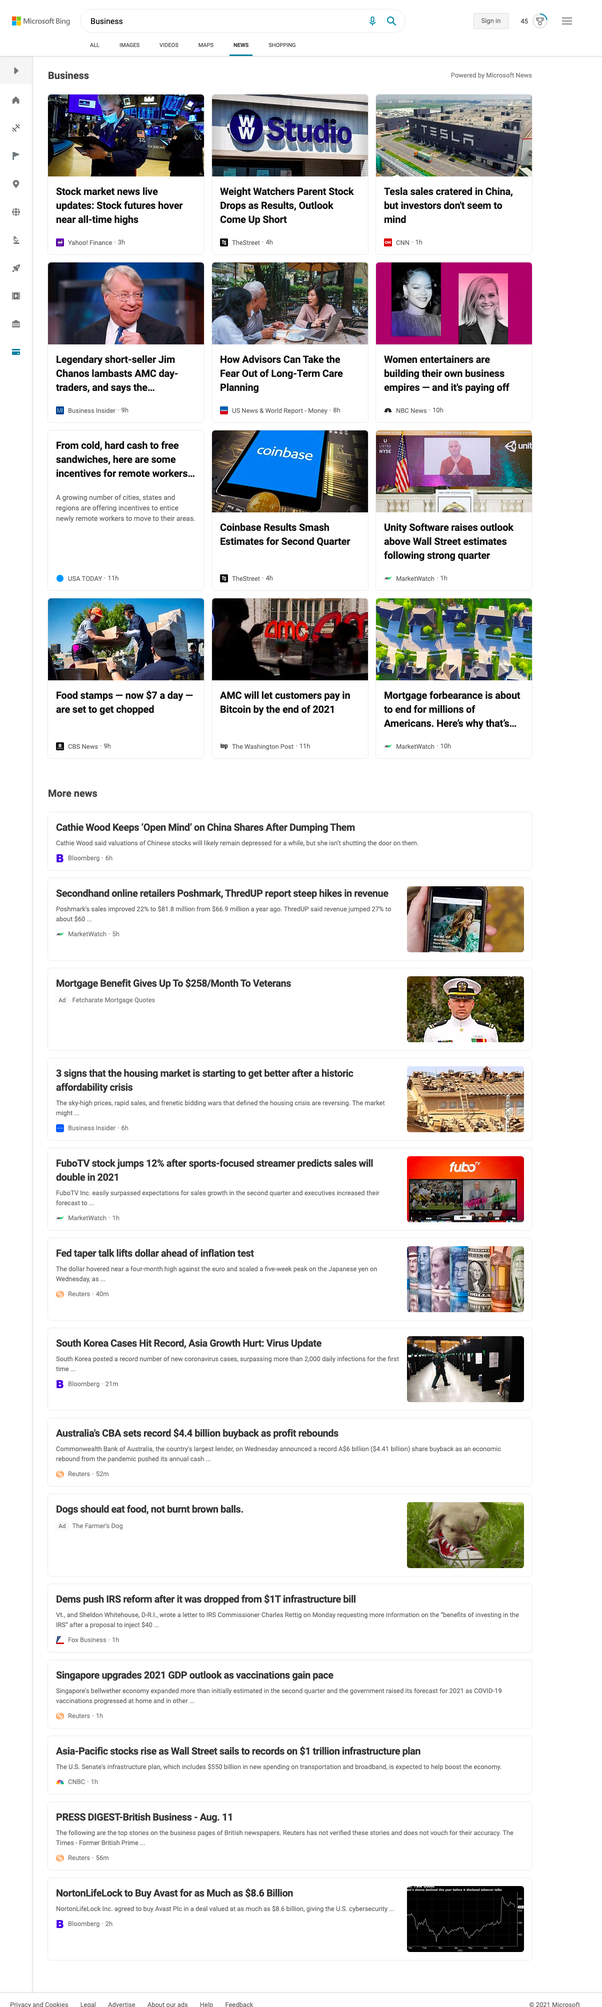 Microsoft Bing
Business
Sign in
45
ALL IMAGES VIDEOS MAPS NEWS SHOPPING
Business
Powered by Microsoft News
WW Studio
TESLA
Stock market news live
updates: Stock futures hover
near all-time highs
Yahoo! Finance · 3h
Weight Watchers Parent Stock
Drops as Results, Outlook
Come Up Short
TheStreet · 4h
Tesla sales cratered in China,
but investors don't seem to
mind
CNN · 1h
Legendary short-seller Jim
Chanos lambasts AMC day-
traders, and says the...
Business Insider · 9h
How Advisors Can Take the
Fear Out of Long-Term Care
Planning
US News & World Report - Money · 8h
Women entertainers are
building their own business
empires — and it's paying off
NBC News · 10h
From cold, hard cash to free
sandwiches, here are some
incentives for remote workers...
A growing number of cities, states and
regions are offering incentives to entice
newly remote workers to move to their areas.
USA TODAY · 11h
coinbase
Coinbase Results Smash
Estimates for Second Quarter
TheStreet · 4h
U
LISTED
NYSE
unit
Unity Software raises outlook
above Wall Street estimates
following strong quarter
MarketWatch · 1h
Food stamps — now $7 a day —
are set to get chopped
CBS News · 9h
amc
AMC will let customers pay in
Bitcoin by the end of 2021
The Washington Post · 11h
Mortgage forbearance is about
to end for millions of
Americans. Here's why that's...
MarketWatch · 10h
More news
Cathie Wood Keeps 'Open Mind' on China Shares After Dumping Them
Cathie Wood said valuations of Chinese stocks will likely remain depressed for a while, but she isn't shutting the door on them.
Bloomberg · 6h
Secondhand online retailers Poshmark, ThredUP report steep hikes in revenue
Poshmark's sales improved 22% to $81.8 million from $66.9 million a year ago. ThredUP said revenue jumped 27% to
about $60 ...
MarketWatch · 5h
Mortgage Benefit Gives Up To $258/Month To Veterans
Ad Fetcharate Mortgage Quotes
3 signs that the housing market is starting to get better after a historic
affordability crisis
The sky-high prices, rapid sales, and frenetic bidding wars that defined the housing crisis are reversing. The market
might ...
Business Insider · 6h
FuboTV stock jumps 12% after sports-focused streamer predicts sales will
double in 2021
FuboTV Inc. easily surpassed expectations for sales growth in the second quarter and executives increased their
forecast to ...
MarketWatch · 1h
fuboTV
Fed taper talk lifts dollar ahead of inflation test
The dollar hovered near a four-month high against the euro and scaled a five-week peak on the Japanese yen on
Wednesday, as ...
Reuters · 40m
South Korea Cases Hit Record, Asia Growth Hurt: Virus Update
South Korea posted a record number of new coronavirus cases, surpassing more than 2,000 daily infections for the first
time ...
Bloomberg · 21m
Australia's CBA sets record $4.4 billion buyback as profit rebounds
Commonwealth Bank of Australia, the country's largest lender, on Wednesday announced a record A$6 billion ($4.41 billion) share buyback as an economic
rebound from the pandemic pushed its annual cash ...
Reuters · 52m
Dogs should eat food, not burnt brown balls.
Ad The Farmer's Dog
Dems push IRS reform after it was dropped from $1T infrastructure bill
Vt., and Sheldon Whitehouse, D-R.I., wrote a letter to IRS Commissioner Charles Rettig on Monday requesting more information on the "benefits of investing in the
IRS" after a proposal to inject $40 ...
Fox Business · 1h
Singapore upgrades 2021 GDP outlook as vaccinations gain pace
Singapore's bellwether economy expanded more than initially estimated in the second quarter and the government raised its forecast for 2021 as COVID-19
vaccinations progressed at home and in other ...
Reuters · 1h
Asia-Pacific stocks rise as Wall Street sails to records on $1 trillion infrastructure plan
The U.S. Senate's infrastructure plan, which includes $550 billion in new spending on transportation and broadband, is expected to help boost the economy.
CNBC · 1h
PRESS DIGEST-British Business - Aug. 11
The following are the top stories on the business pages of British newspapers. Reuters has not verified these stories and does not vouch for their accuracy. The
Times - Former British Prime ...
Reuters · 56m
NortonLifeLock to Buy Avast for as Much as $8.6 Billion
NortonLifeLock Inc. agreed to buy Avast Plc in a deal valued at as much as $8.6 billion, giving the U.S. cybersecurity ...
Bloomberg · 2h
Privacy and Cookies Legal Advertise About our ads Help Feedback
© 2021 Microsoft